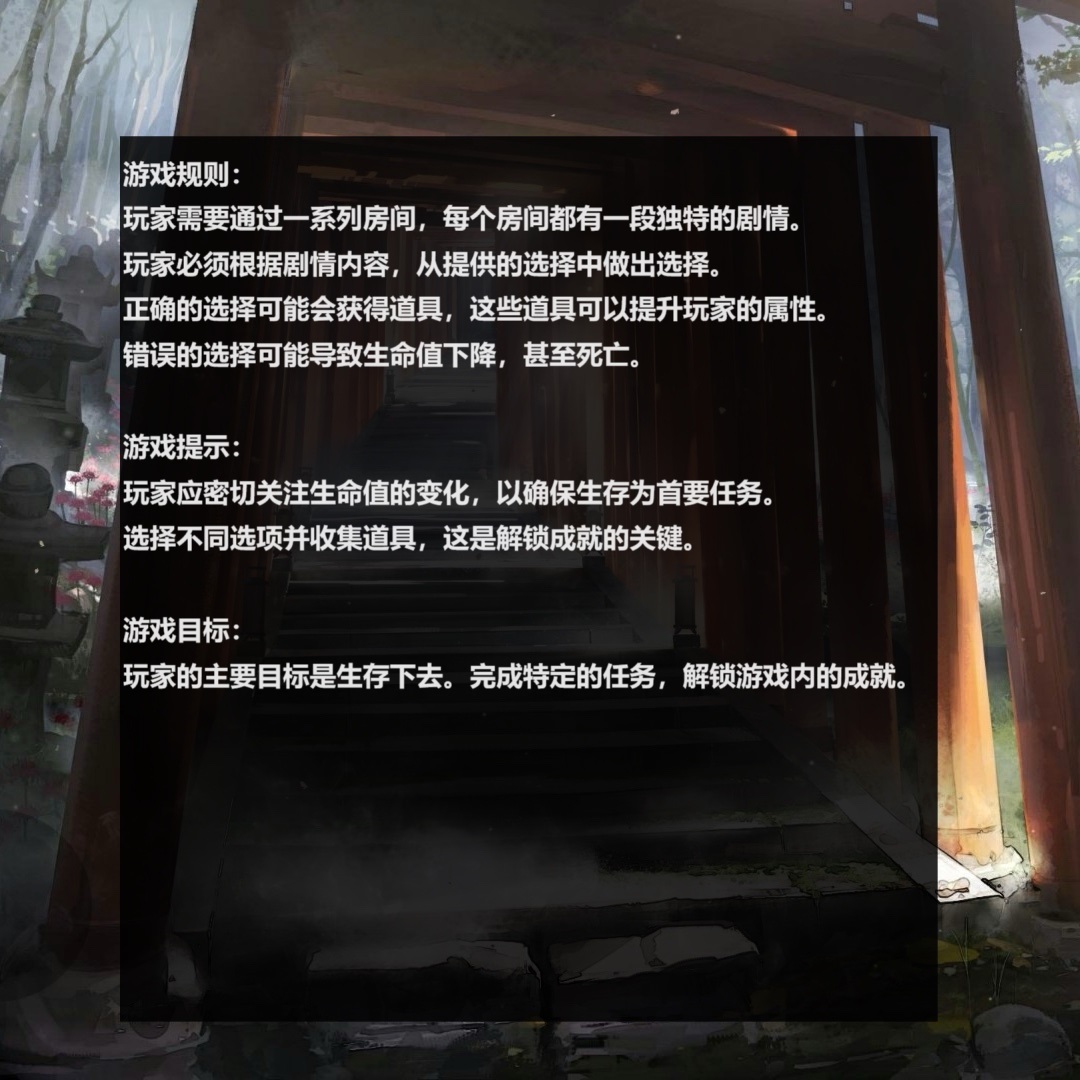 游戏规则：
玩家需要通过一系列房间，每个房间都有一段独特的剧情。
玩家必须根据剧情内容，从提供的选择中做出选择。
正确的选择可能会获得道具，这些道具可以提升玩家的属性。
错误的选择可能导致生命值下降，甚至死亡。
游戏提示：
玩家应密切关注生命值的变化，以确保生存为首要任务。
选择不同选项并收集道具，这是解锁成就的关键。
游戏目标：
玩家的主要目标是生存下去。完成特定的任务，解锁游戏内的成就。